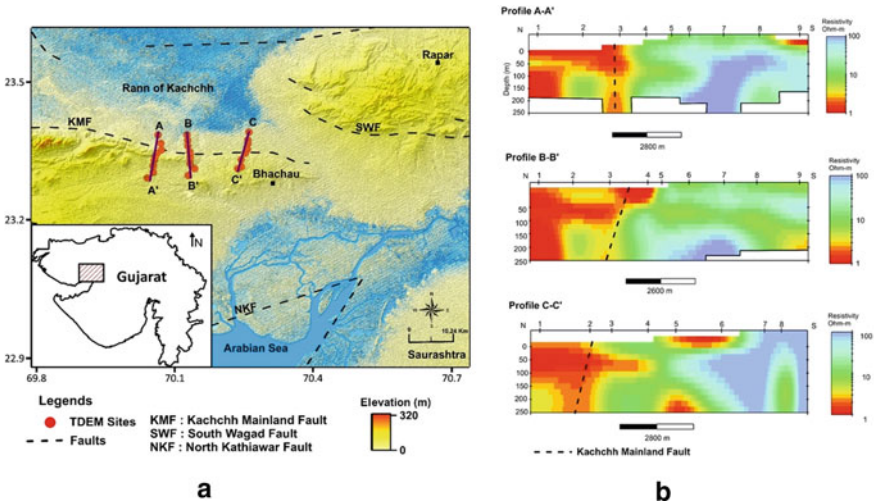 23.5
23.2
22.9
69.8 70.1 70.4 70.7
Rapar
Rann of Kachchh
KMF
SWF
A B C
A' B' C'
Bhachau
N
Gujarat
NKF
Arabian Sea
15.24 Km
Saurashtra
Legends
TDEM Sites
Faults
KMF : Kachchh Mainland Fault
SWF : South Wagad Fault
NKF : North Kathiawar Fault
Elevation (m)
320
0
a
Profile A-A'
N 1 2 3 4 5 6 7 8 9 S
Resistivity
Ohm-m
Depth(m)
0
50
100
150
200
250
100
10
1
2800 m
Profile B-B'
N 1 2 3 4 5 6 7 8 9 S
Resistivity
Ohm-m
0
50
100
150
200
250
100
10
1
2600 m
Profile C-C'
N 1 2 3 4 5 6 7 8 S
Resistivity
Ohm-m
0
50
100
150
200
250
100
10
1
2800 m
Kachchh Mainland Fault
b